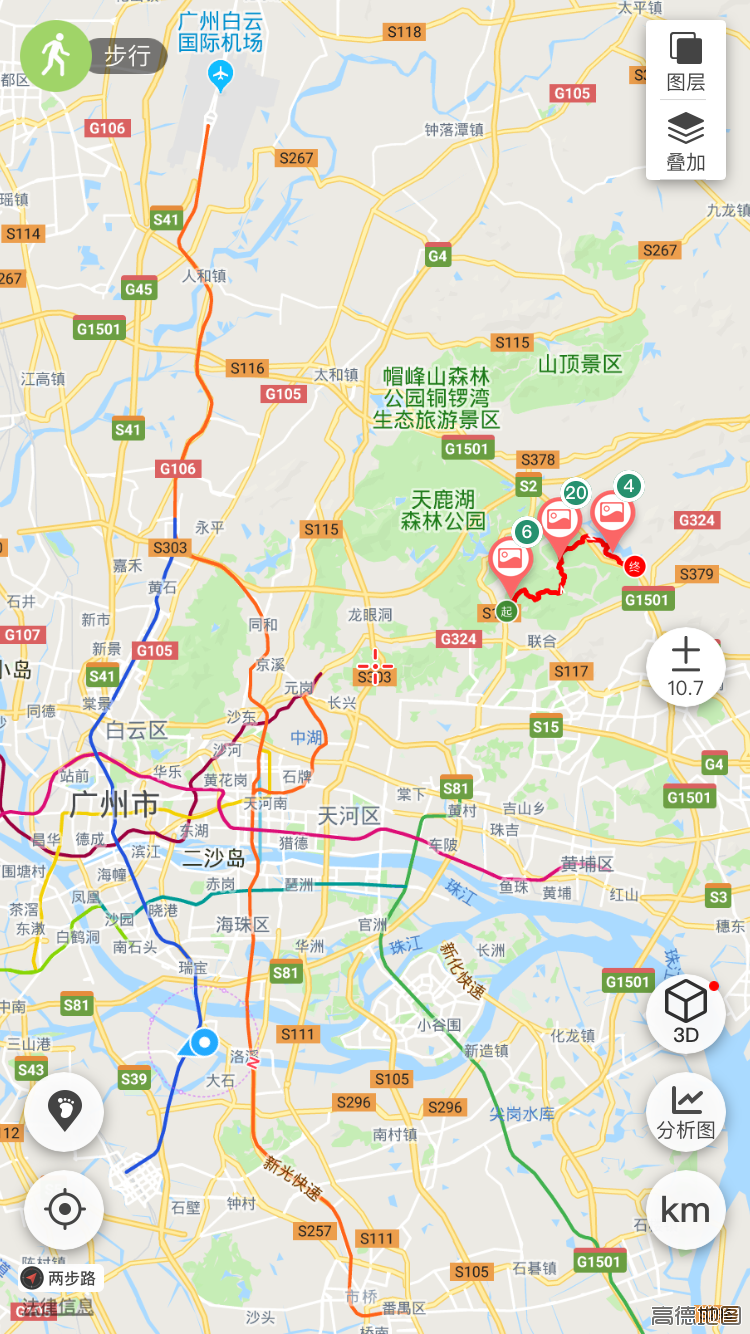 太平镇
广州白云
国际机场
S118
步行
图层
都区
G105
G106
钟落潭镇
叠加
S267
瑶镇
九龙镇
S41
S114
G4
S267
人和镇
267
G45
G1501
S115
山顶景区
S116
太和镇
江高镇
帽峰山森林
公园铜锣湾
生态旅游景区
G105
S41
G1501
G106
S378
S2
20
4
天鹿湖
森林公园
永平
S115
6
G324
S303
嘉禾
黄石
终
S379
石井
起
G1501
新市
同和
龙眼洞
G107
新景
G105
G324
联合
小岛
京溪
S41
S303
S117
元岗
10.7
棠景
长兴
同德
沙东
白云区
中湖
S15
沙河
G4
站前
华乐
黄花岗
石牌
S81
棠下
G1501
广州市
天河南
黄村
吉山乡
天河区
东湖
珠吉
昌华
德成
滨江
猎德
车陂
二沙岛
黄埔区
围塘村
海幢
赤岗
琶洲
珠江
鱼珠
黄埔
红山
S3
凤凰
茶滘
晓港
沙园
东漖
海珠区
官洲
穗东
白鹤洞
南石头
华洲
珠江
长洲
新化快速
瑞宝
S81
G1501
中南
S81
小谷围
3D
三山港
S111
化龙镇
洛溪
新造镇
S43
S39
大石
S105
S296
S296
尖岗水库
分析图
南村镇
新光快速
km
石壁
钟村
S257
S111
G1501
石碁镇
S105
陈村镇
两步路
法律信息
市桥
番禺区
沙头
桥南
高德地图